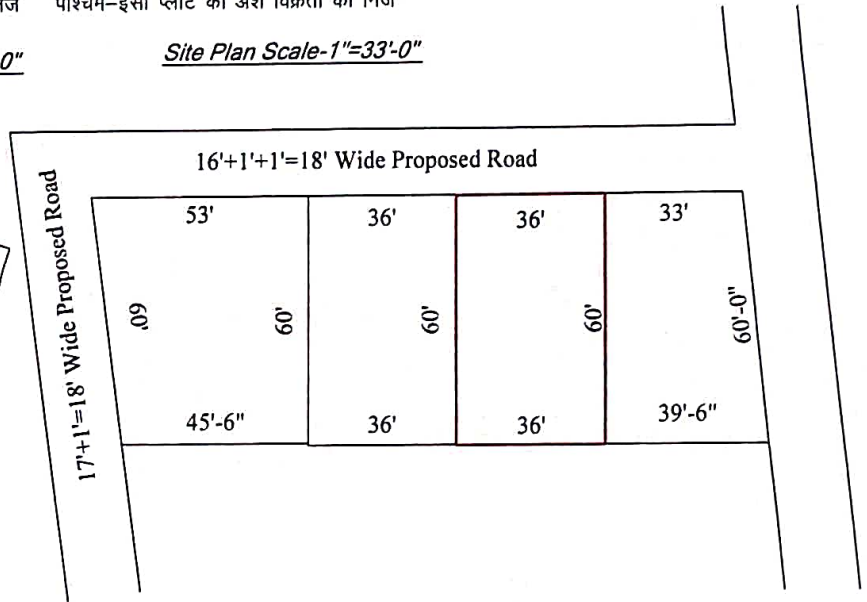 पश्चिम–इसी प्लाट का अंश विक्रेता का निज
0"
Site Plan Scale-1"=33'-0"
16'+1'+1'=18' Wide Proposed Road
17'+1'=18' Wide Proposed Road
53' 36' 36' 33'
60' 60' 60' 60' 60'-0"
45'-6" 36' 36' 39'-6"